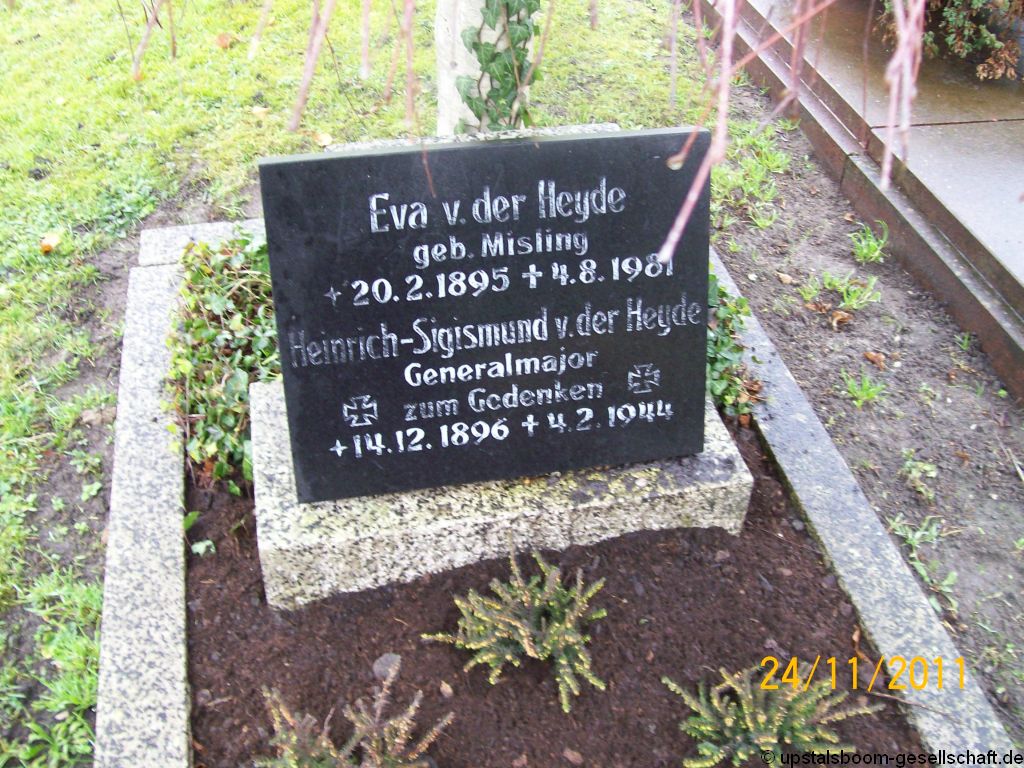 Eva v. der Heyde
geb. Misling
+20.2.1895 ✝4.8.1981
Heinrich-Sigismund v. der Heyde
Generalmajor
zum Gedenken
+14.12.1896 ✝4.2.1944
24/11/2011
© upstalsboom-gesellschaft.de